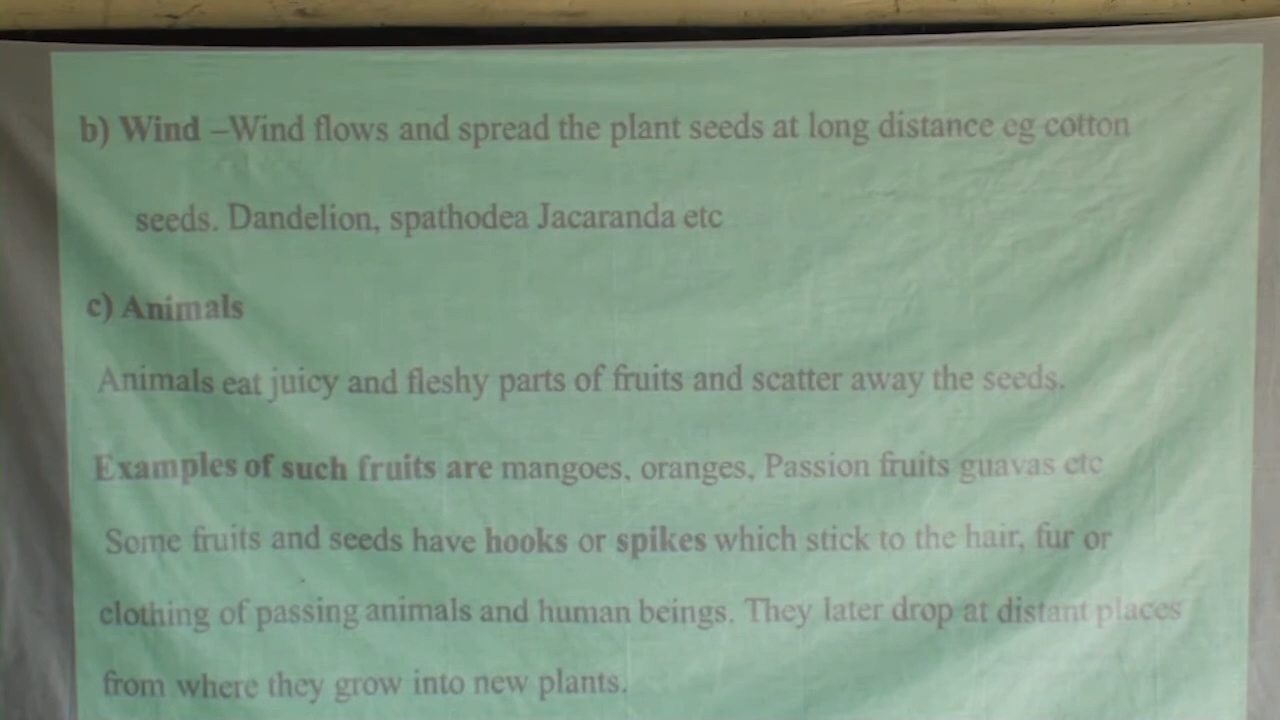 b) Wind –Wind flows and spread the plant seeds at long distance eg cotton
seeds. Dandelion, spathodea Jacaranda etc
c) Animals
Animals eat juicy and fleshy parts of fruits and scatter away the seeds.
Examples of such fruits are mangoes, oranges, Passion fruits guavas etc
Some fruits and seeds have hooks or spikes which stick to the hair, fur or
clothing of passing animals and human beings. They later drop at distant places
from where they grow into new plants.